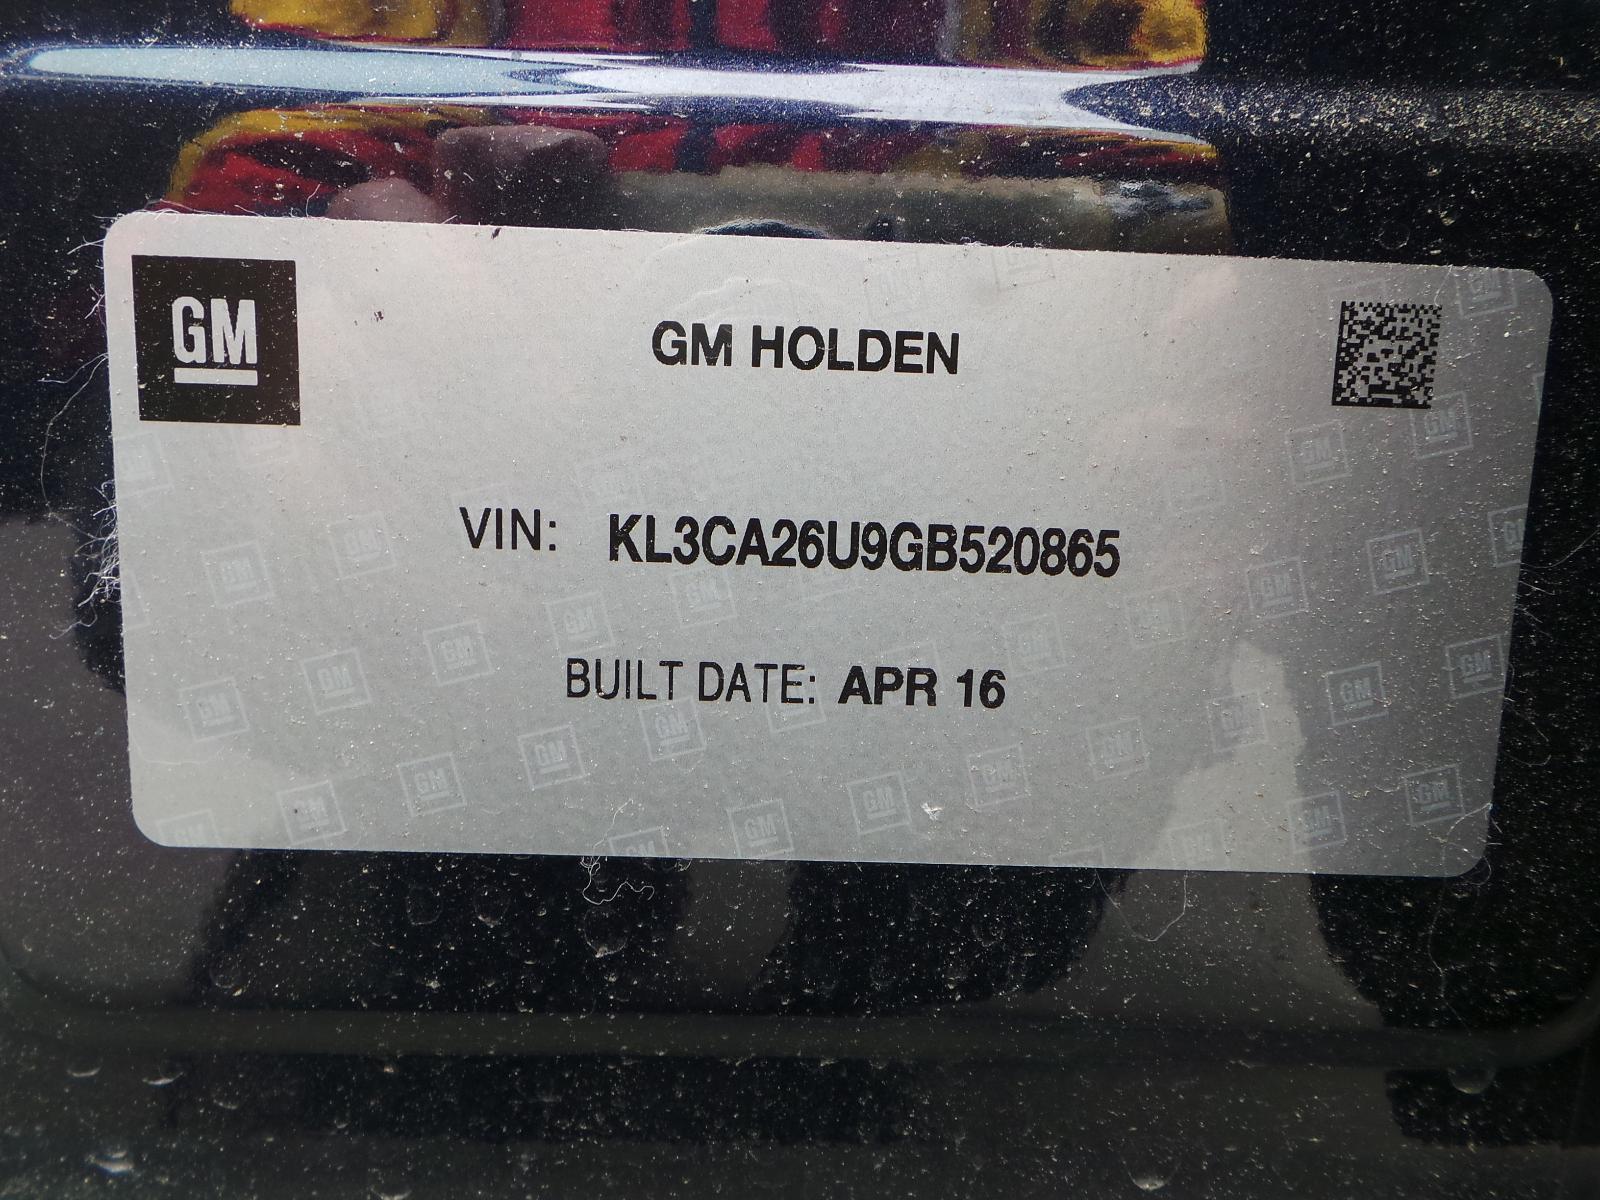 GM
GM HOLDEN
VIN: KL3CA26U9GB520865
BUILT DATE: APR 16